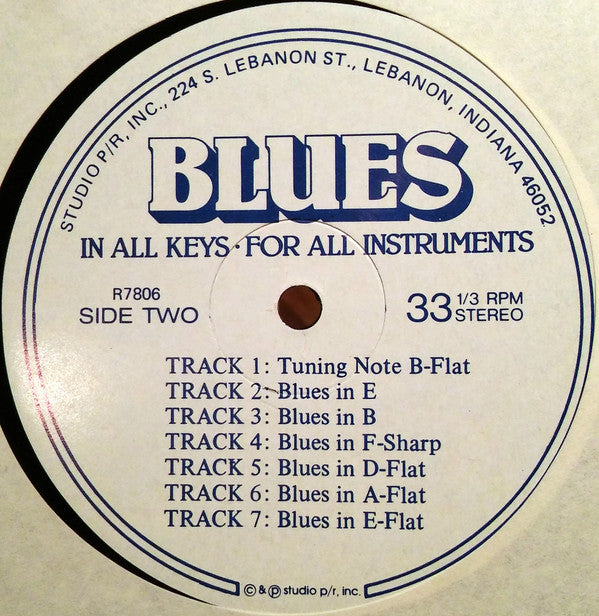 STUDIO P/R, INC., 224 S. LEBANON ST., LEBANON, INDIANA 46052
BLUES
IN ALL KEYS · FOR ALL INSTRUMENTS
R7806
SIDE TWO
33 1/3 RPM
STEREO
TRACK 1: Tuning Note B-Flat
TRACK 2: Blues in E
TRACK 3: Blues in B
TRACK 4: Blues in F-Sharp
TRACK 5: Blues in D-Flat
TRACK 6: Blues in A-Flat
TRACK 7: Blues in E-Flat
© & ℗ studio p/r, inc.